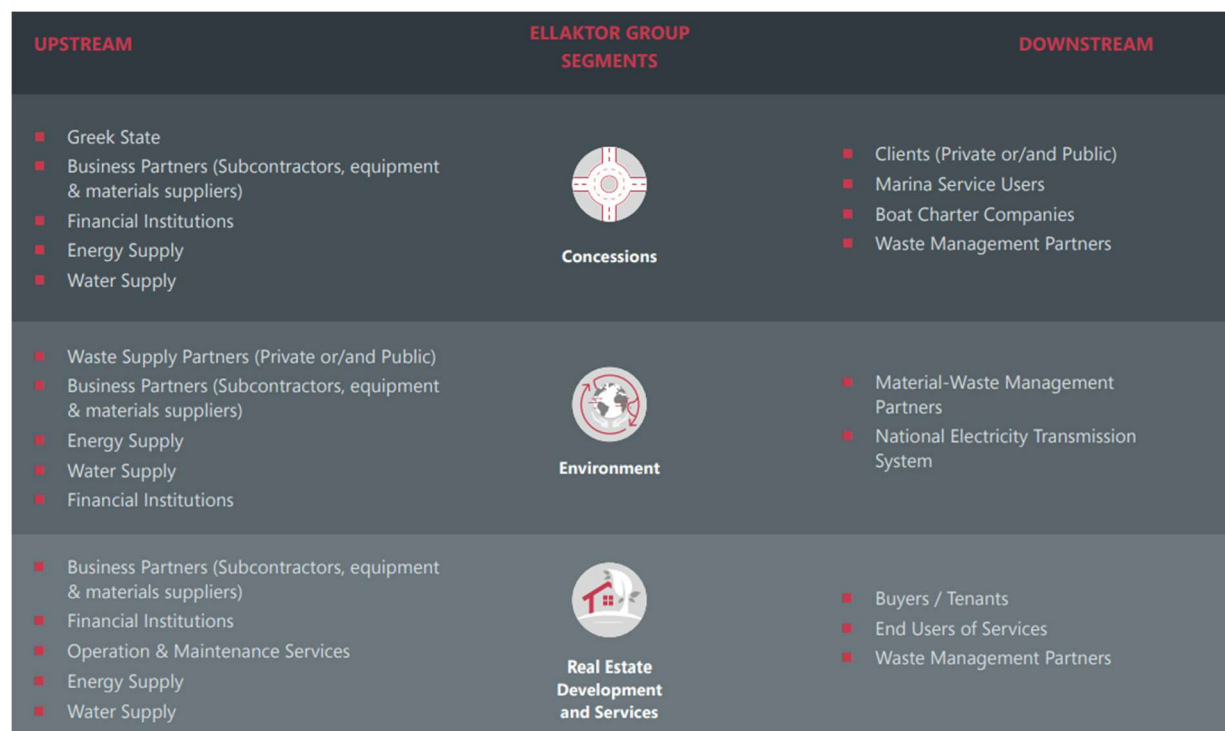 UPSTREAM
ELLAKTOR GROUP
SEGMENTS
DOWNSTREAM
Greek State
Business Partners (Subcontractors, equipment
& materials suppliers)
Financial Institutions
Energy Supply
Water Supply
Concessions
Clients (Private or/and Public)
Marina Service Users
Boat Charter Companies
Waste Management Partners
Waste Supply Partners (Private or/and Public)
Business Partners (Subcontractors, equipment
& materials suppliers)
Energy Supply
Water Supply
Financial Institutions
Environment
Material-Waste Management
Partners
National Electricity Transmission
System
Business Partners (Subcontractors, equipment
& materials suppliers)
Financial Institutions
Operation & Maintenance Services
Energy Supply
Water Supply
Real Estate
Development
and Services
Buyers / Tenants
End Users of Services
Waste Management Partners